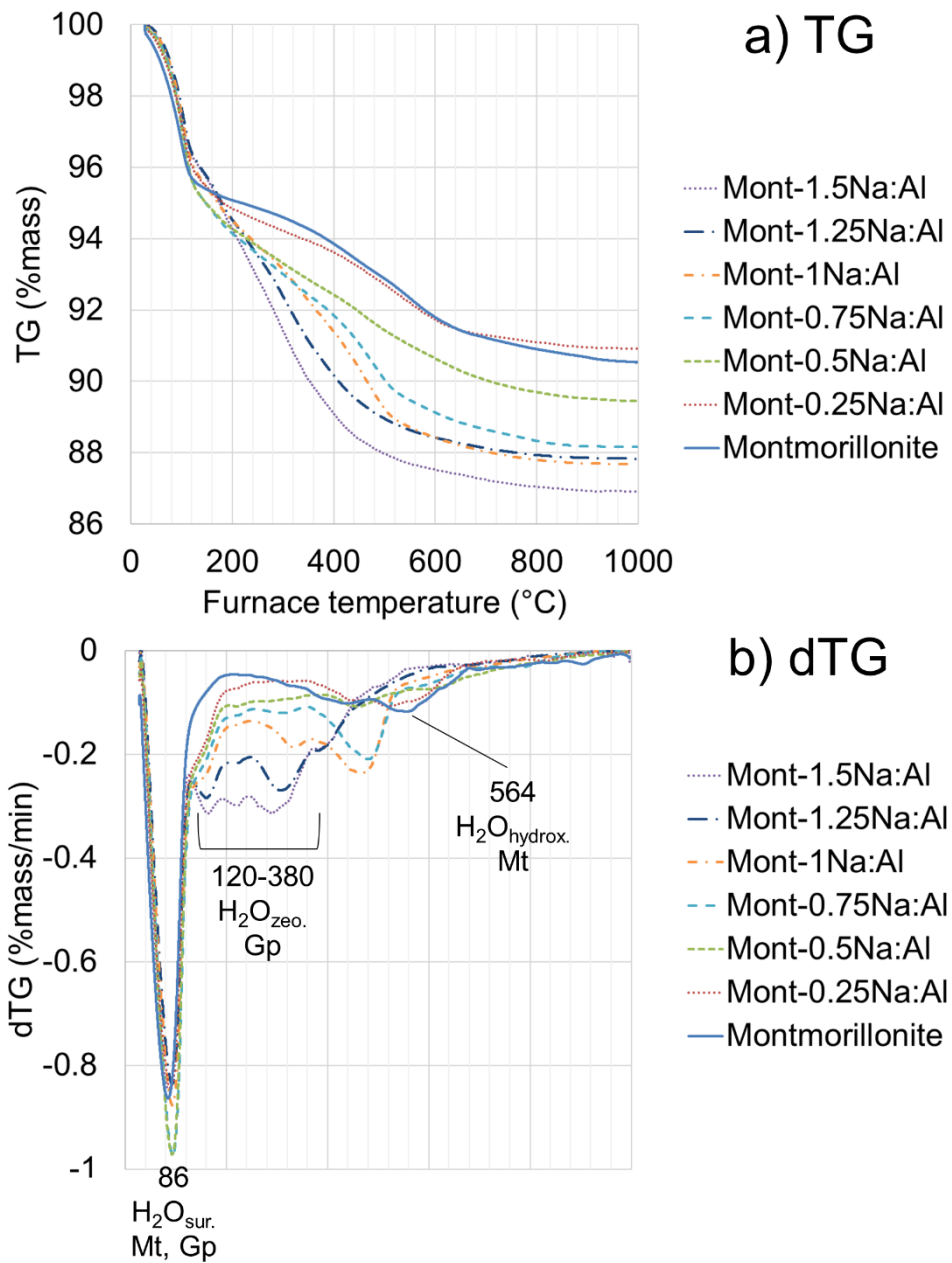 a) TG
100
98
96
94
92
90
88
86
TG (%mass)
0 200 400 600 800 1000
Furnace temperature (°C)
Mont-1.5Na:Al
Mont-1.25Na:Al
Mont-1Na:Al
Mont-0.75Na:Al
Mont-0.5Na:Al
Mont-0.25Na:Al
Montmorillonite
b) dTG
0
-0.2
-0.4
-0.6
-0.8
-1
dTG (%mass/min)
564
H₂Ohydrox.
Mt
120-380
H₂Ozeo.
Gp
86
H₂Osur.
Mt, Gp
Mont-1.5Na:Al
Mont-1.25Na:Al
Mont-1Na:Al
Mont-0.75Na:Al
Mont-0.5Na:Al
Mont-0.25Na:Al
Montmorillonite